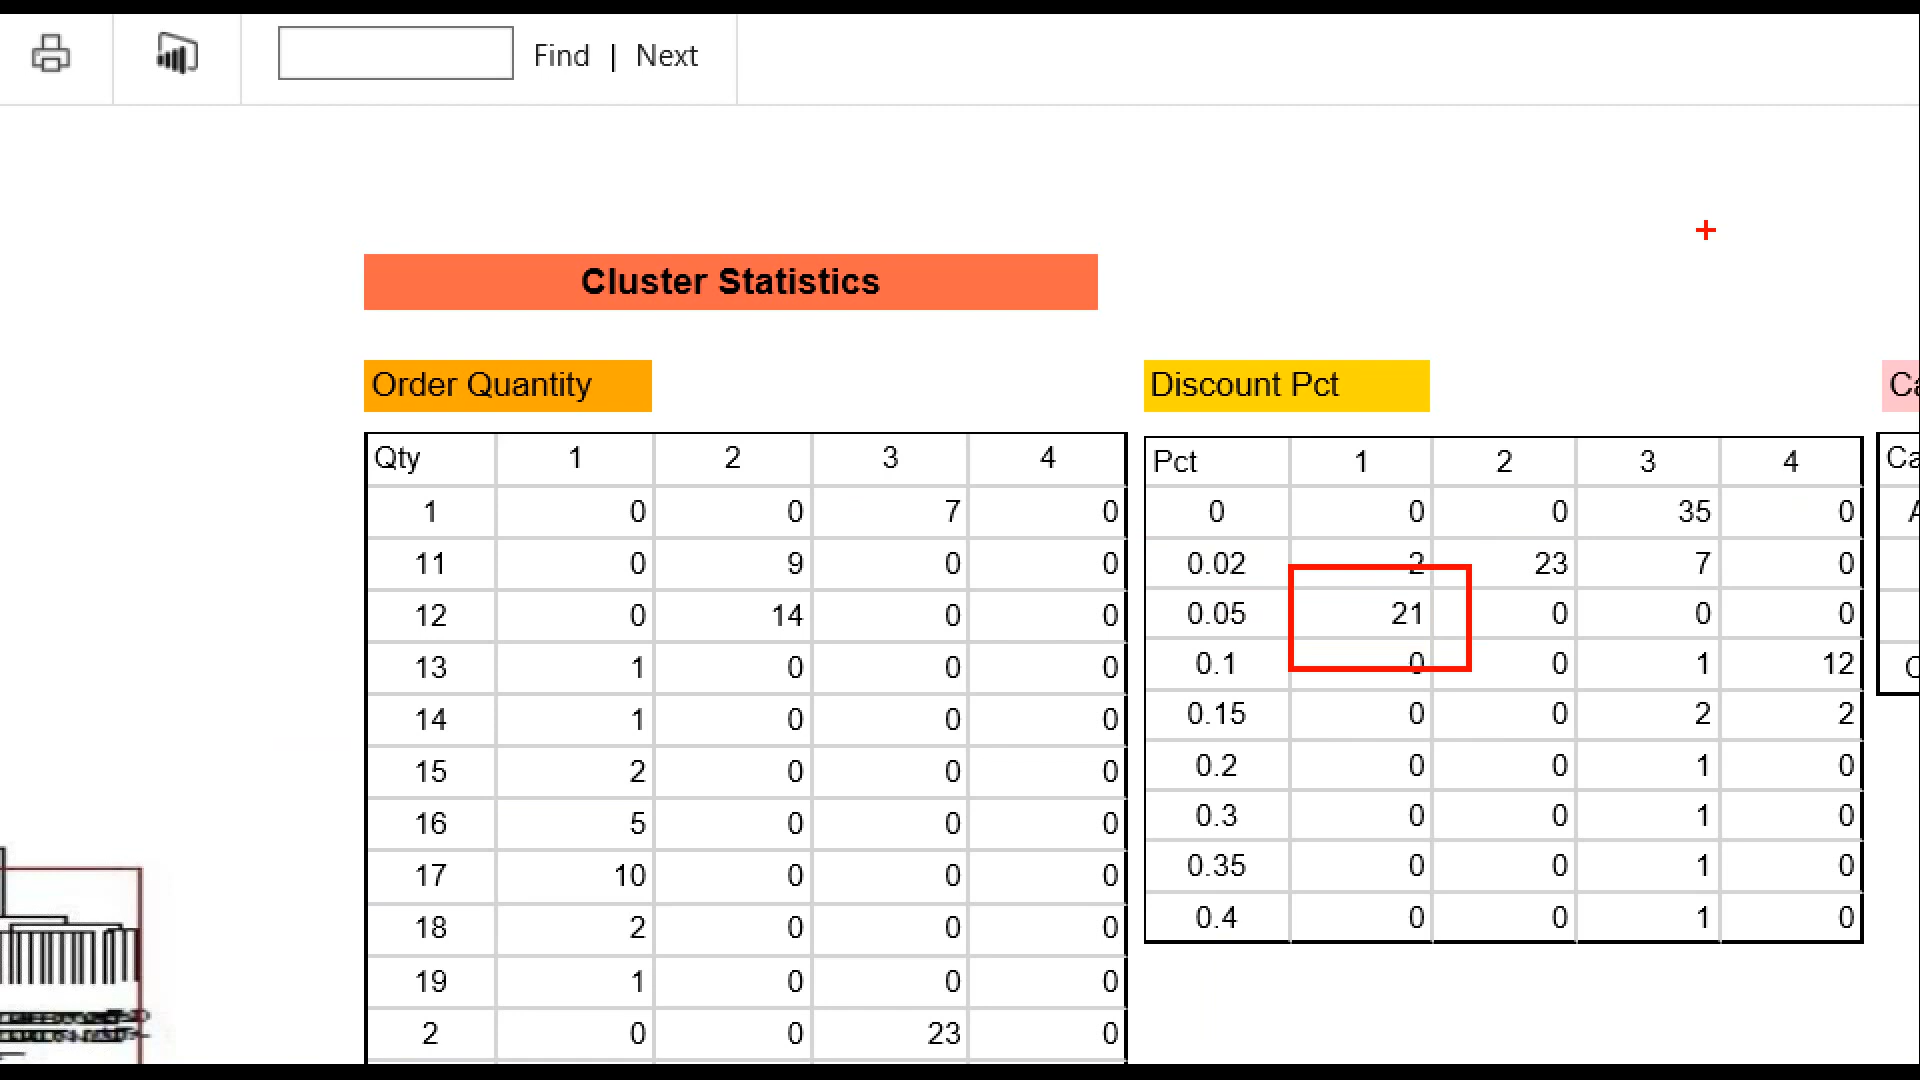 Find | Next
Cluster Statistics
Order Quantity
Qty 1 2 3 4
1 0 0 7 0
11 0 9 0 0
12 0 14 0 0
13 1 0 0 0
14 1 0 0 0
15 2 0 0 0
16 5 0 0 0
17 10 0 0 0
18 2 0 0 0
19 1 0 0 0
2 0 0 23 0
Discount Pct
Pct 1 2 3 4
0 0 0 35 0
0.02 2 23 7 0
0.05 21 0 0 0
0.1 0 0 1 12
0.15 0 0 2 2
0.2 0 0 1 0
0.3 0 0 1 0
0.35 0 0 1 0
0.4 0 0 1 0
Ca
Ca